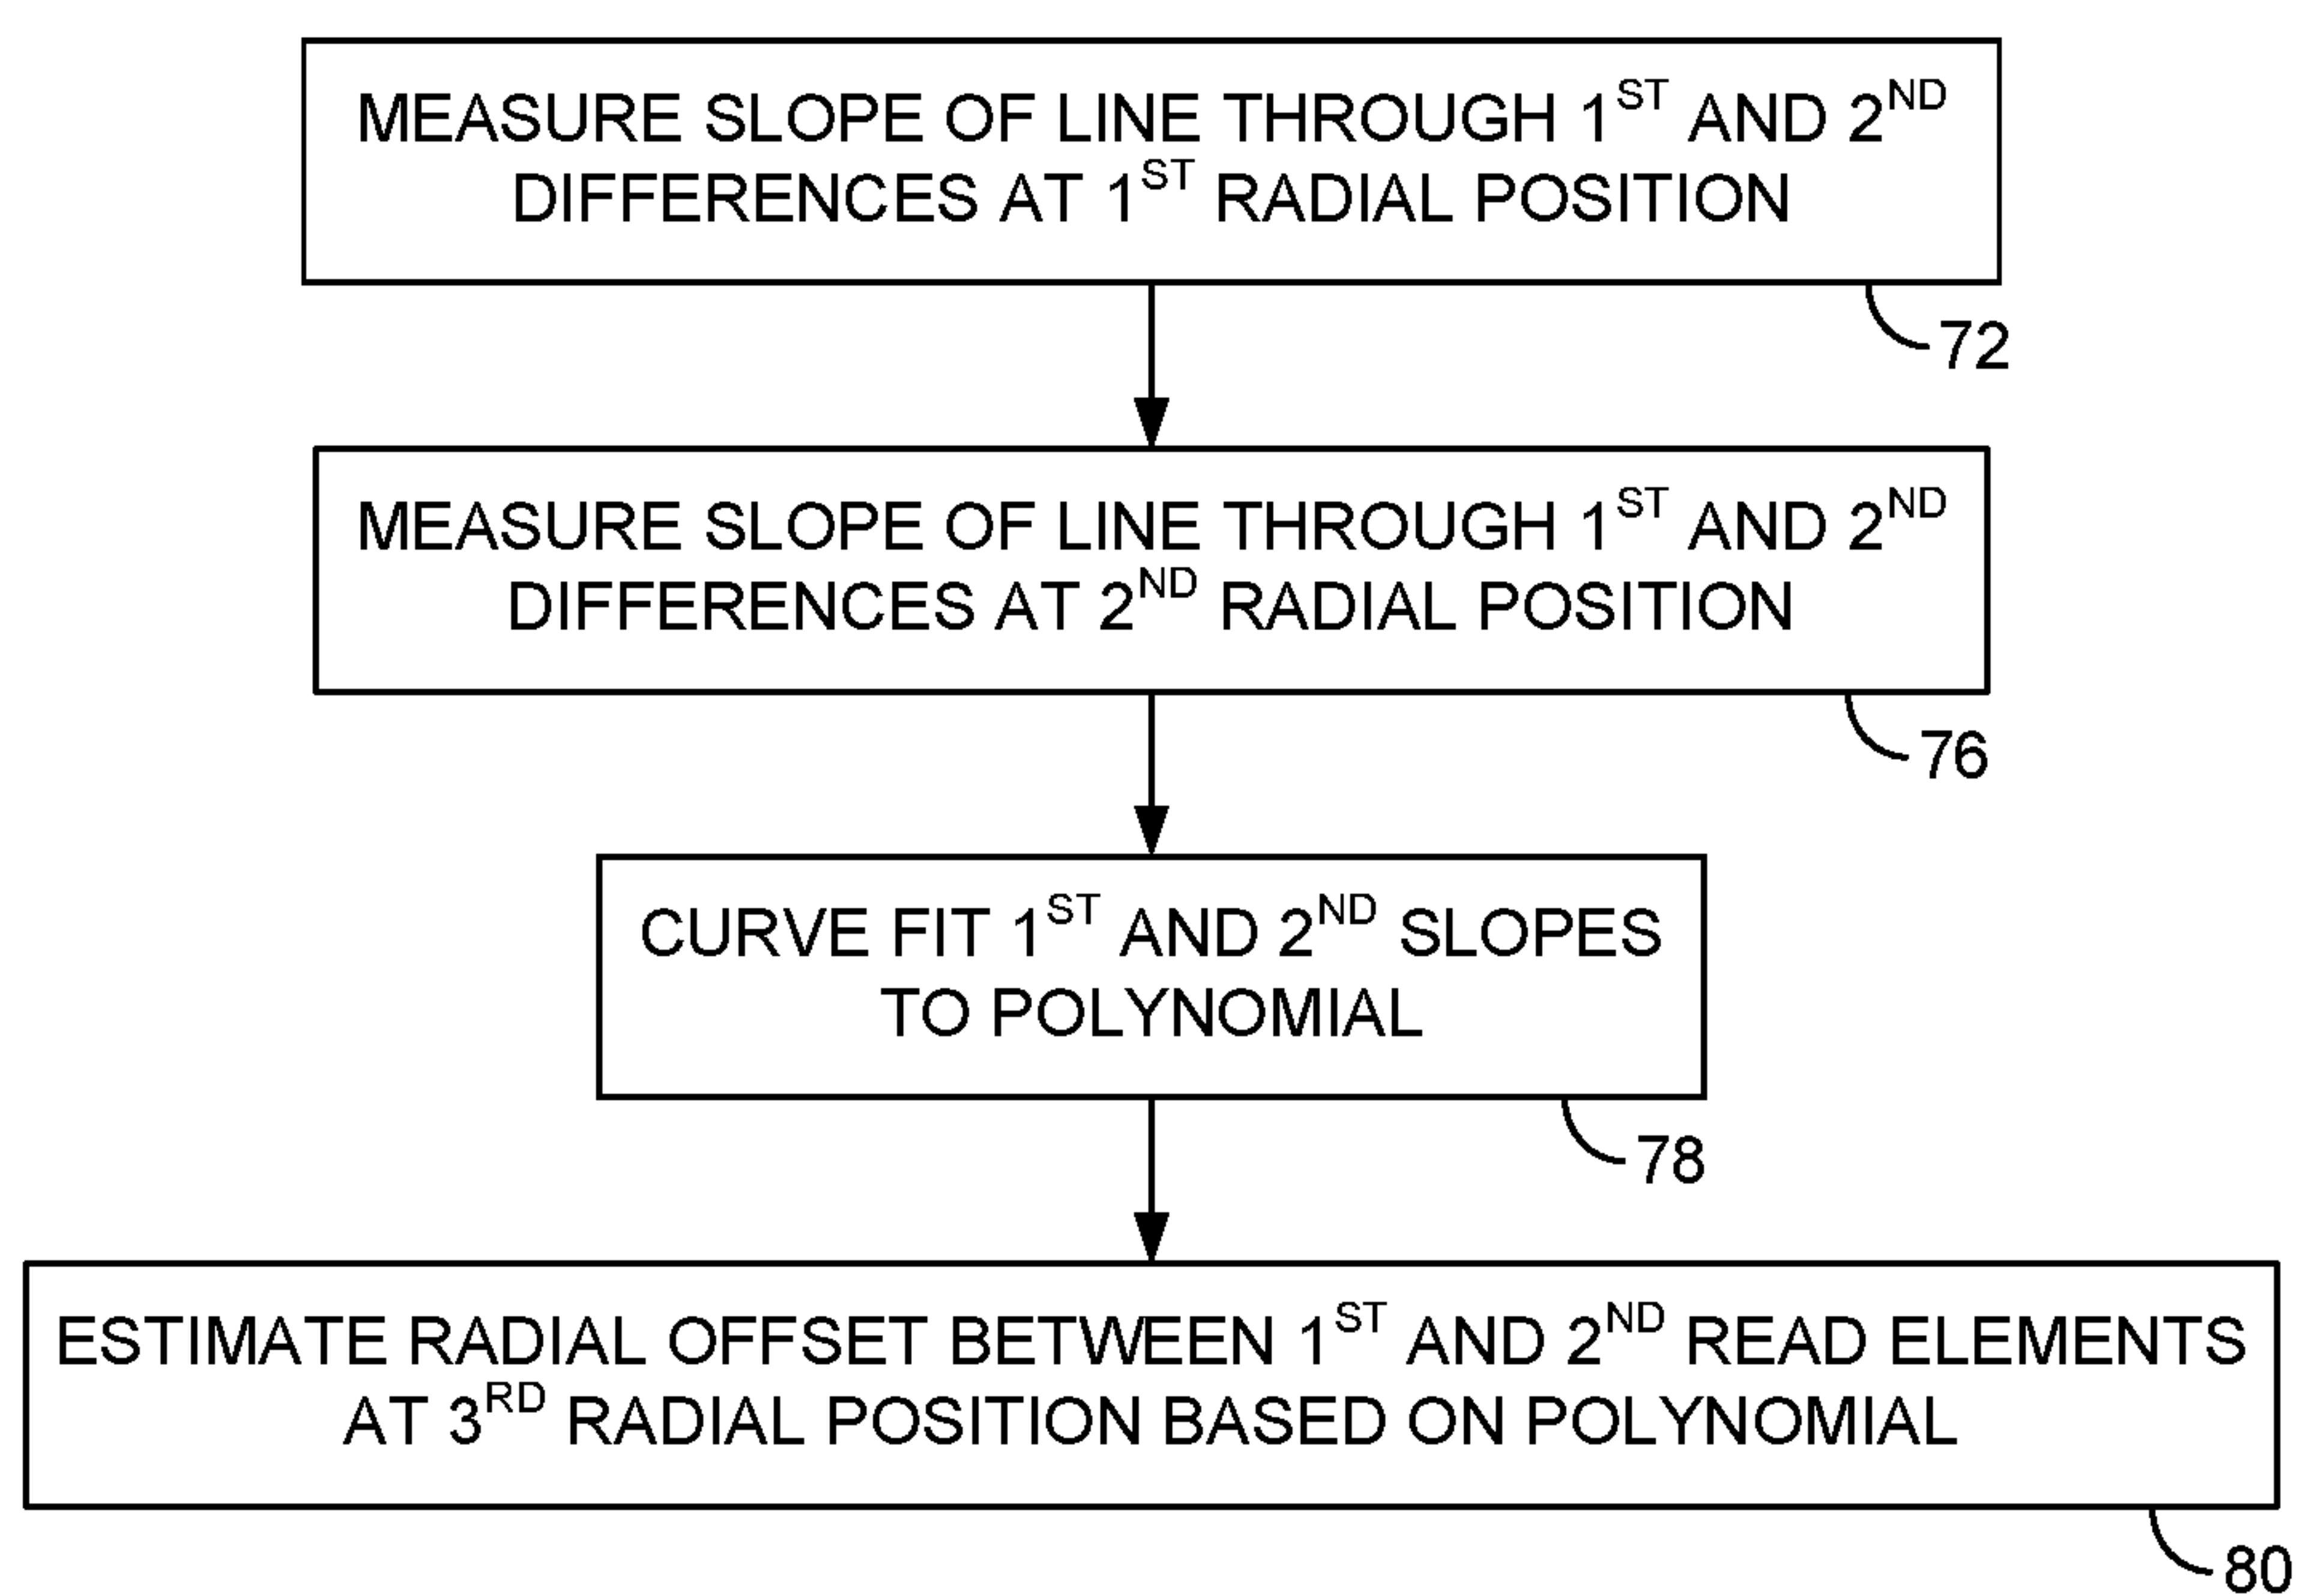 MEASURE SLOPE OF LINE THROUGH 1ST AND 2ND
DIFFERENCES AT 1ST RADIAL POSITION
72
MEASURE SLOPE OF LINE THROUGH 1ST AND 2ND
DIFFERENCES AT 2ND RADIAL POSITION
76
CURVE FIT 1ST AND 2ND SLOPES
TO POLYNOMIAL
78
ESTIMATE RADIAL OFFSET BETWEEN 1ST AND 2ND READ ELEMENTS
AT 3RD RADIAL POSITION BASED ON POLYNOMIAL
80